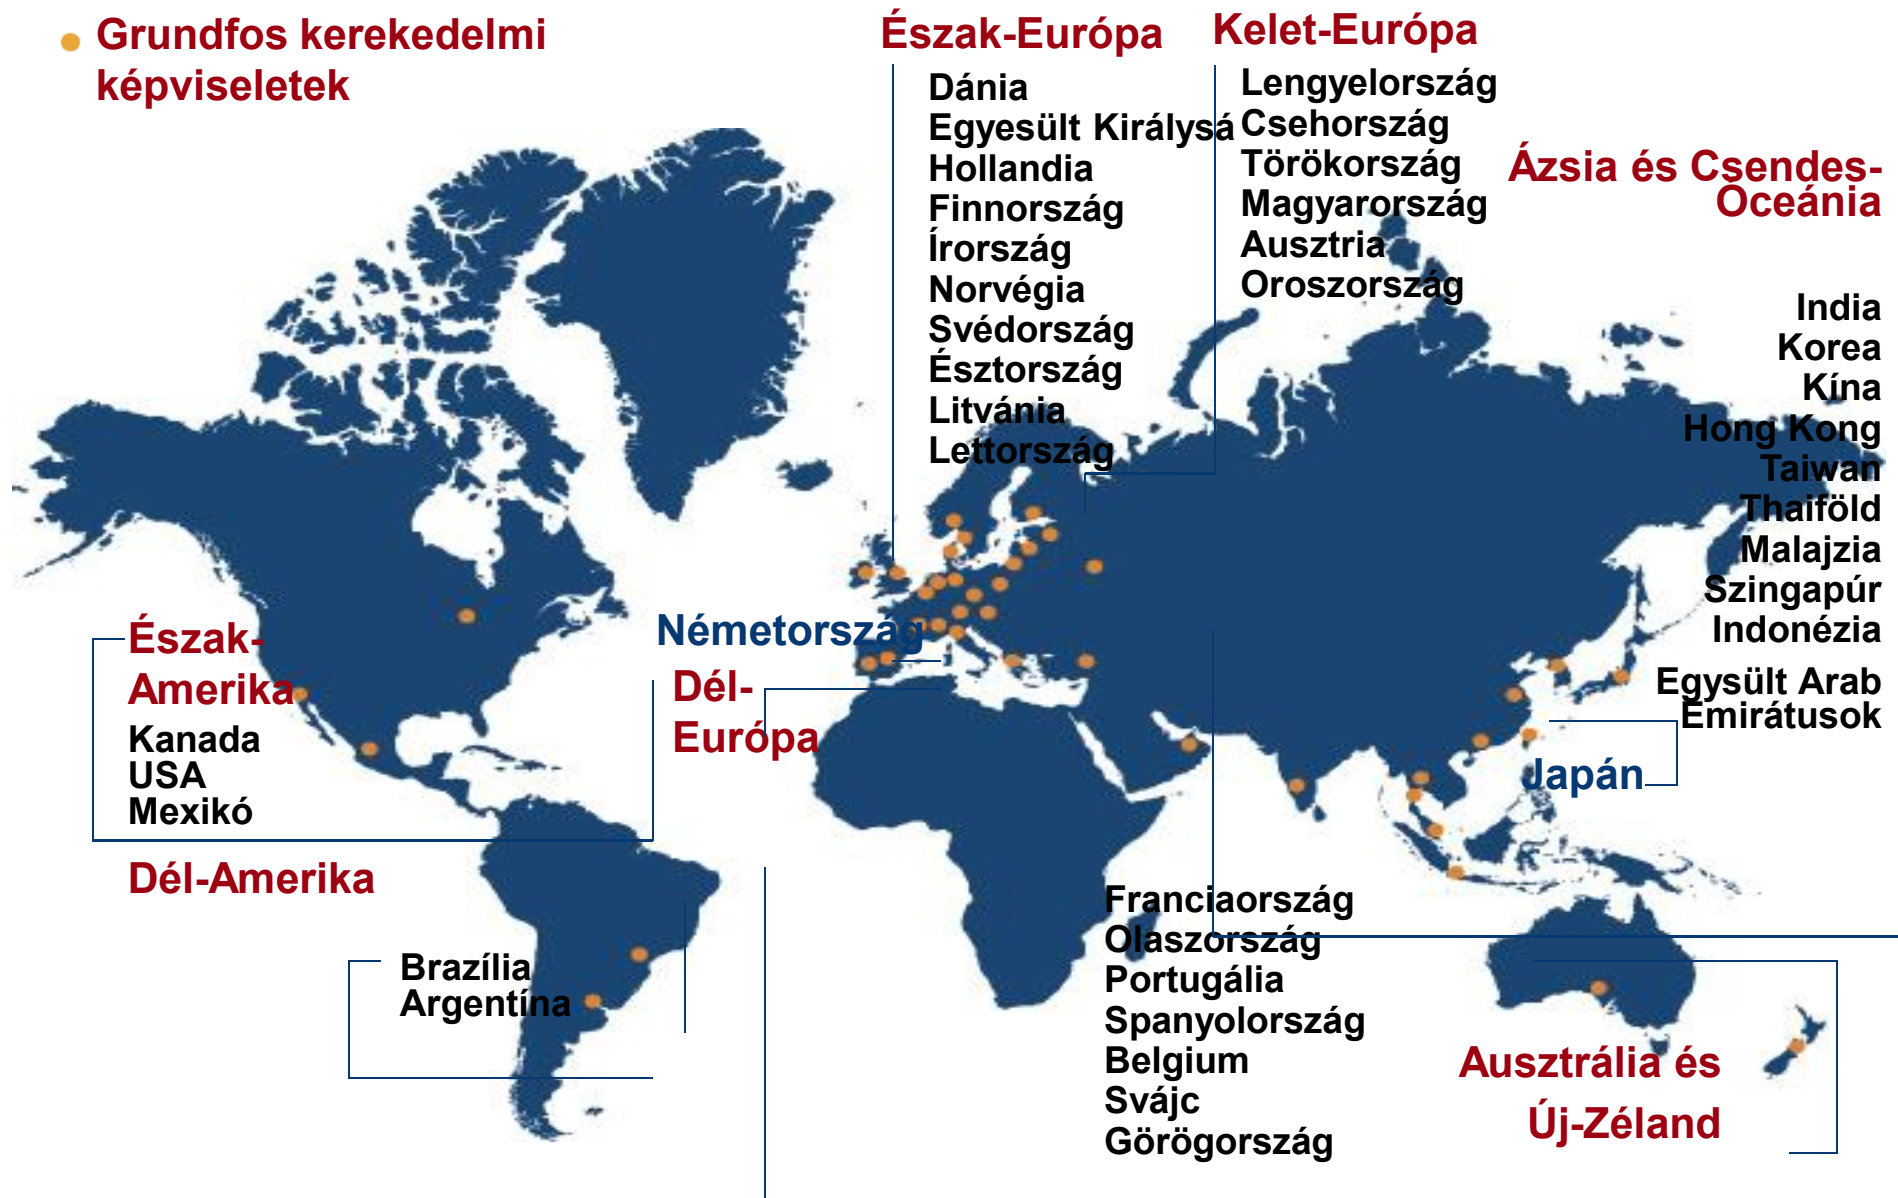 Grundfos kerekedelmi
képviseletek
Észak-Európa
Dánia
Egyesült Királysá
Hollandia
Finnország
Írország
Norvégia
Svédország
Észtország
Litvánia
Lettország
Kelet-Európa
Lengyelország
Csehország
Törökország
Magyarország
Ausztria
Oroszország
Ázsia és Csendes-
Óceánia
India
Korea
Kína
Hong Kong
Taiwan
Thaiföld
Malajzia
Szingapúr
Indonézia
Egysült Arab
Emirátusok
Japán
Németország
Dél-
Európa
Észak-
Amerika
Kanada
USA
Mexikó
Dél-Amerika
Brazília
Argentína
Franciaország
Olaszország
Portugália
Spanyolország
Belgium
Svájc
Görögország
Ausztrália és
Új-Zéland